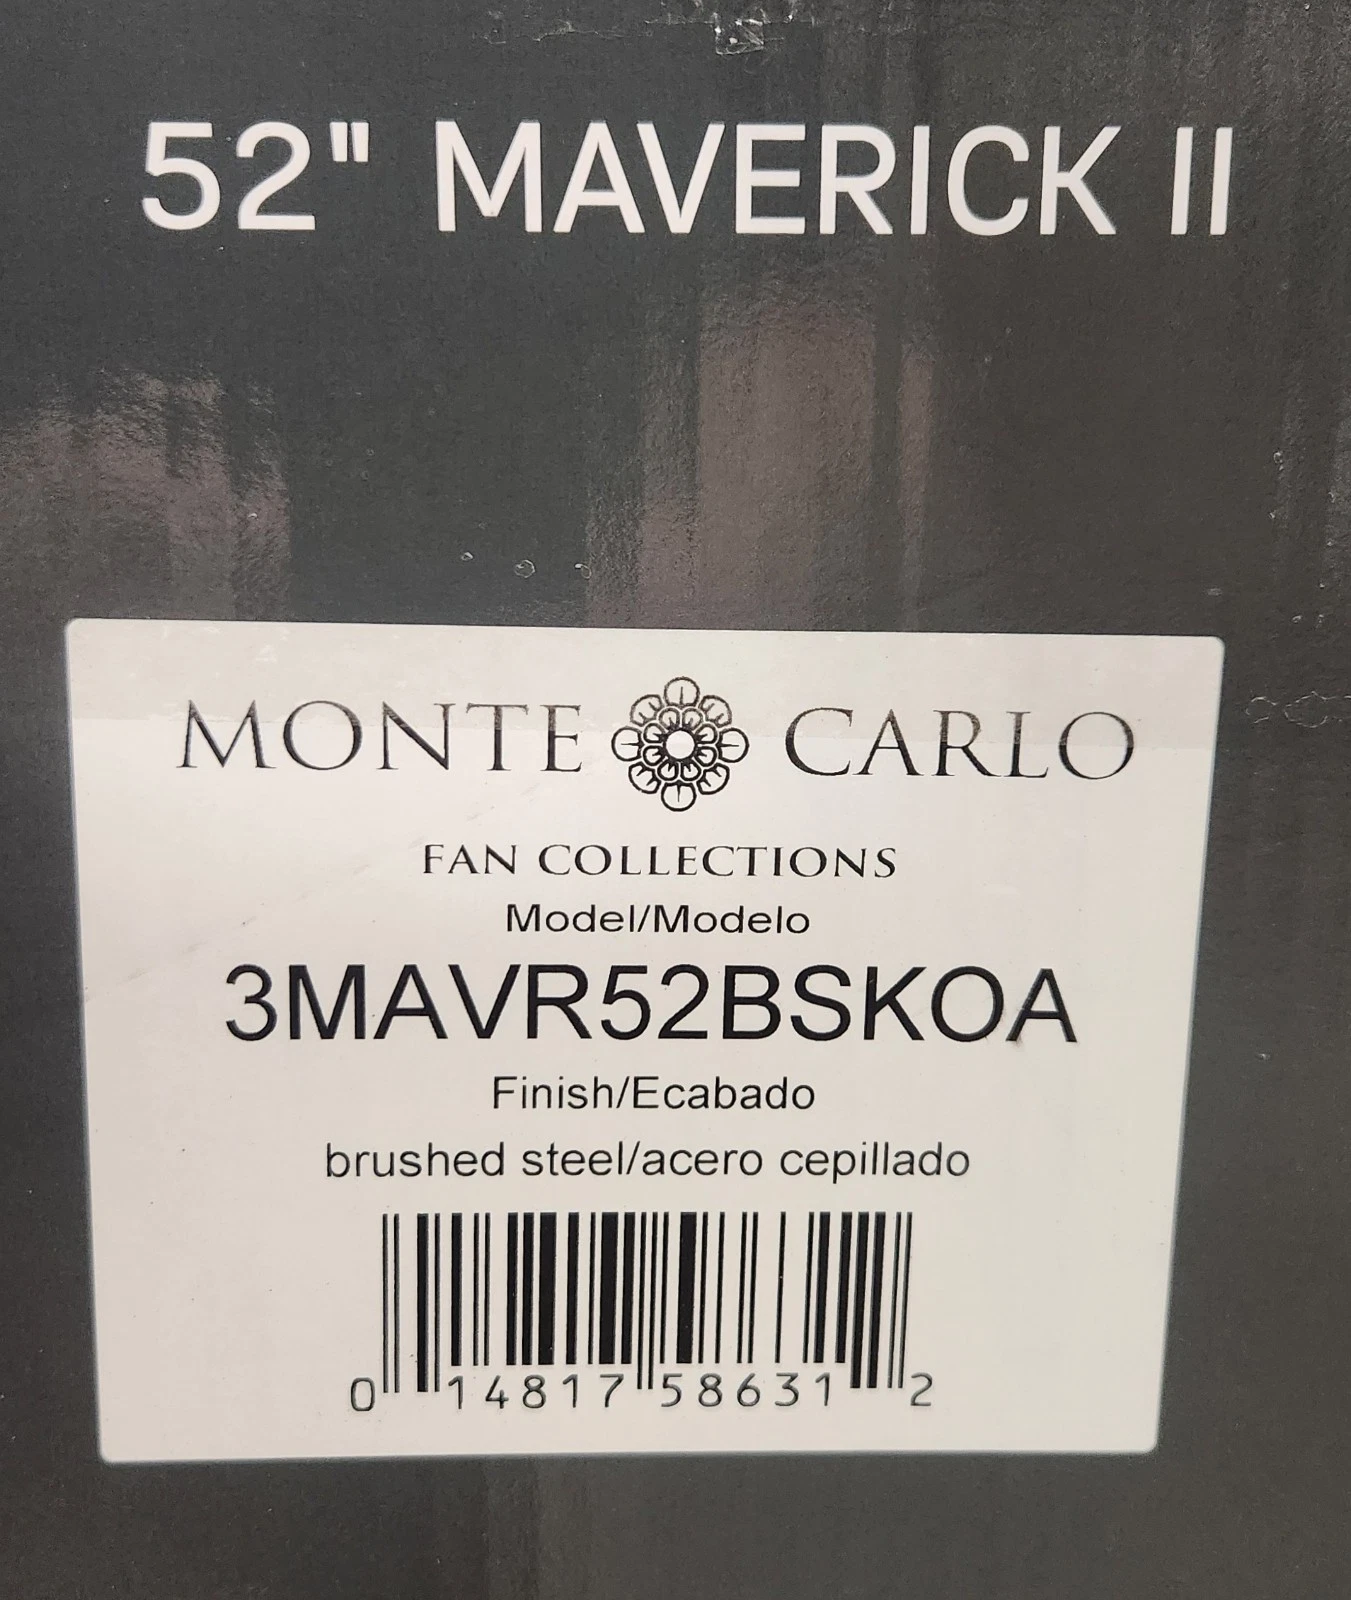 52" MAVERICK II
MONTE CARLO
FAN COLLECTIONS
Model/Modelo
3MAVR52BSKOA
Finish/Ecabado
brushed steel/acero cepillado
0 14817 58631 2